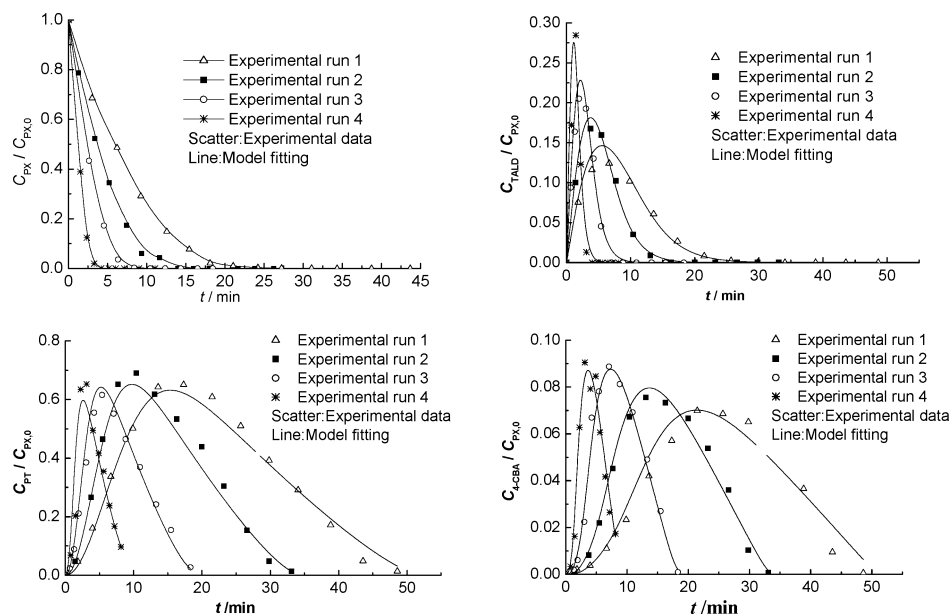 1.0
0.8
0.6
0.4
0.2
0.0
C_PX / C_PX,0
Experimental run 1
Experimental run 2
Experimental run 3
Experimental run 4
Scatter:Experimental data
Line:Model fitting
0 5 10 15 20 25 30 35 40 45
t / min
0.30
0.25
0.20
0.15
0.10
0.05
0.00
C_TALD / C_PX,0
Experimental run 1
Experimental run 2
Experimental run 3
Experimental run 4
Scatter:Experimental data
Line:Model fitting
0 10 20 30 40 50
t / min
0.8
0.6
0.4
0.2
0.0
C_PT / C_PX,0
Experimental run 1
Experimental run 2
Experimental run 3
Experimental run 4
Scatter:Experimental data
Line:Model fitting
0 10 20 30 40 50
t /min
0.10
0.08
0.06
0.04
0.02
0.00
C_4-CBA / C_PX,0
Experimental run 1
Experimental run 2
Experimental run 3
Experimental run 4
Scatter:Experimental data
Line:Model fitting
0 10 20 30 40 50
t /min